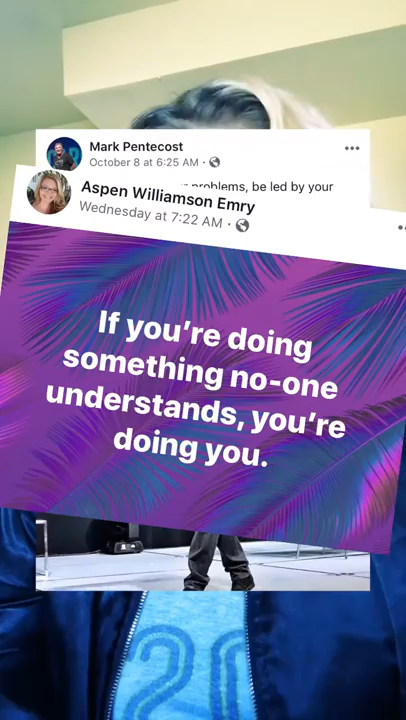 Mark Pentecost
October 8 at 6:25 AM ·
problems, be led by your
Aspen Williamson Emry
Wednesday at 7:22 AM ·
If you're doing
something no-one
understands, you're
doing you.
20